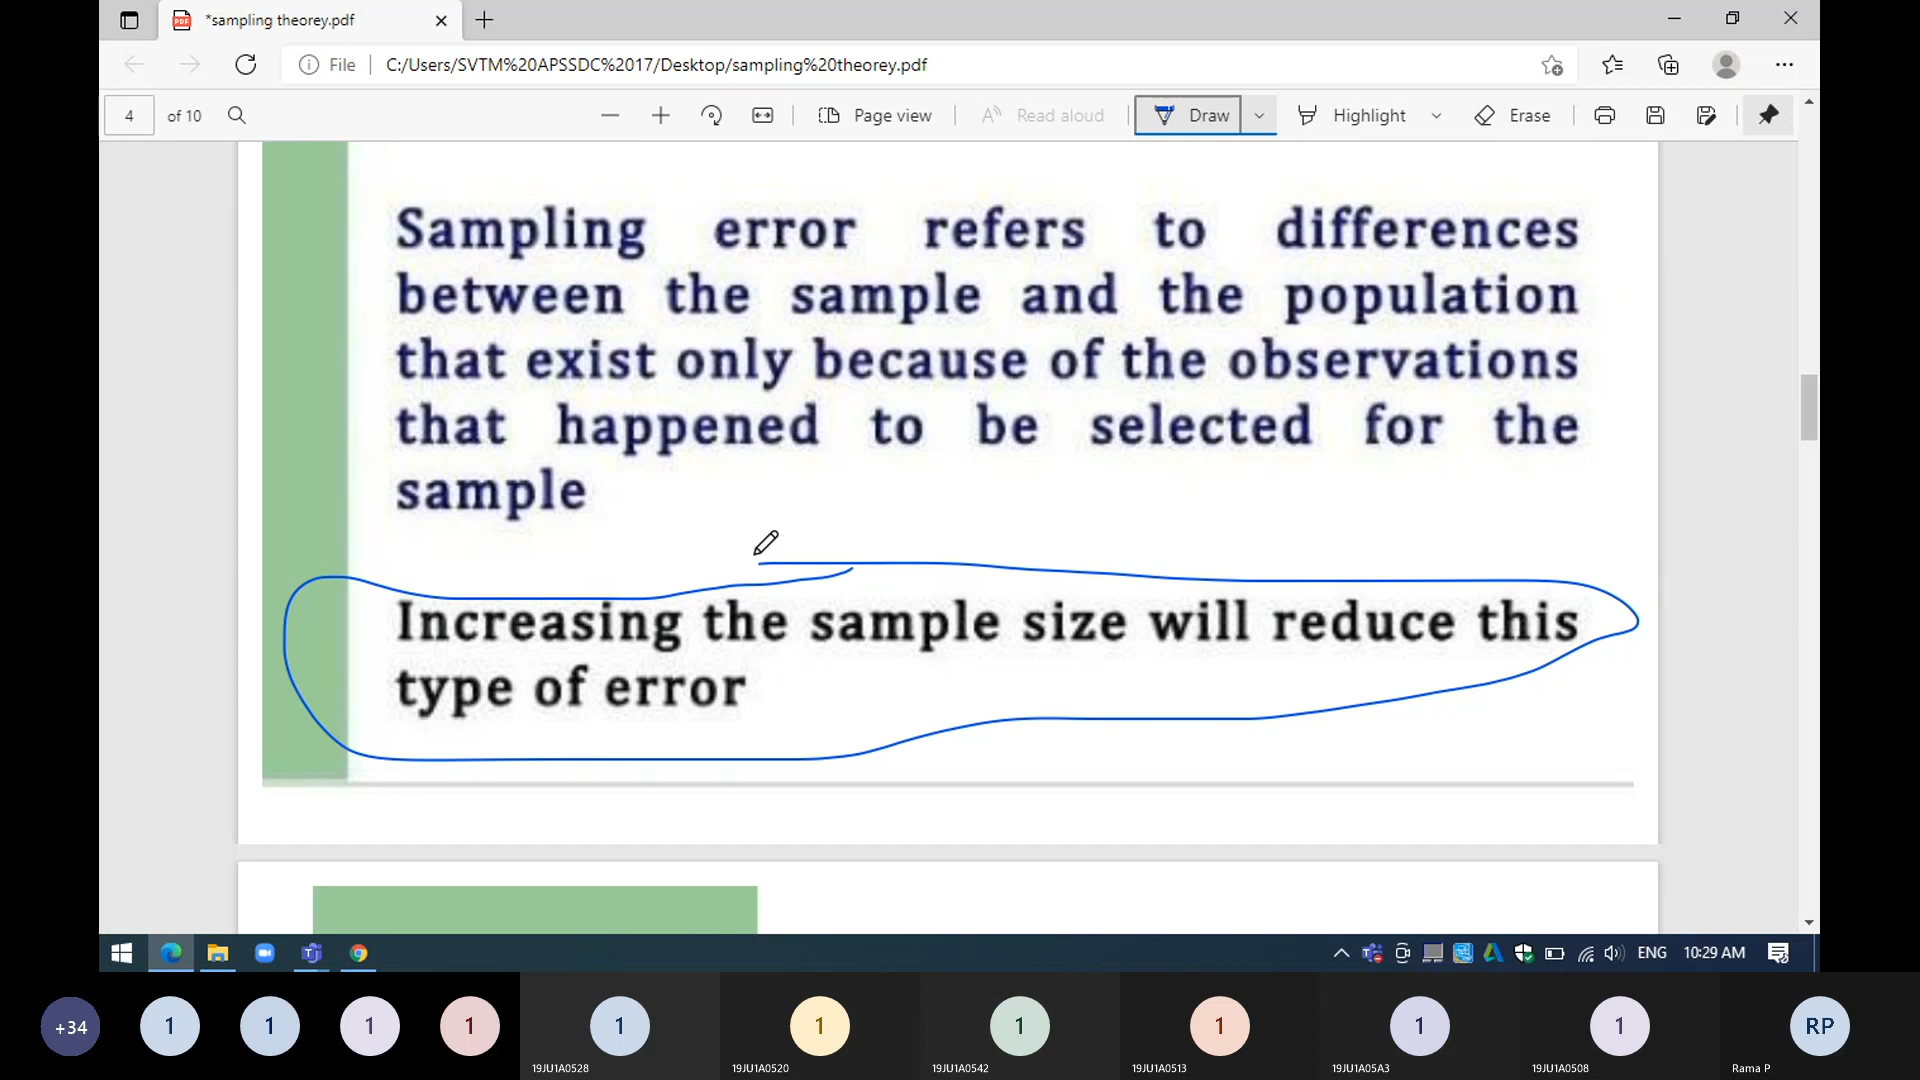 *sampling theorey.pdf
File
C:/Users/SVTM%20APSSDC%2017/Desktop/sampling%20theorey.pdf
4 of 10
Page view
Read aloud
Draw
Highlight
Erase
Sampling error refers to differences
between the sample and the population
that exist only because of the observations
that happened to be selected for the
sample
Increasing the sample size will reduce this
type of error
ENG 10:29 AM
+34 1 1 1 1 1 1 1 1 1 1 RP
19JU1A0528 19JU1A0520 19JU1A0542 19JU1A0513 19JU1A05A3 19JU1A0508 Rama P